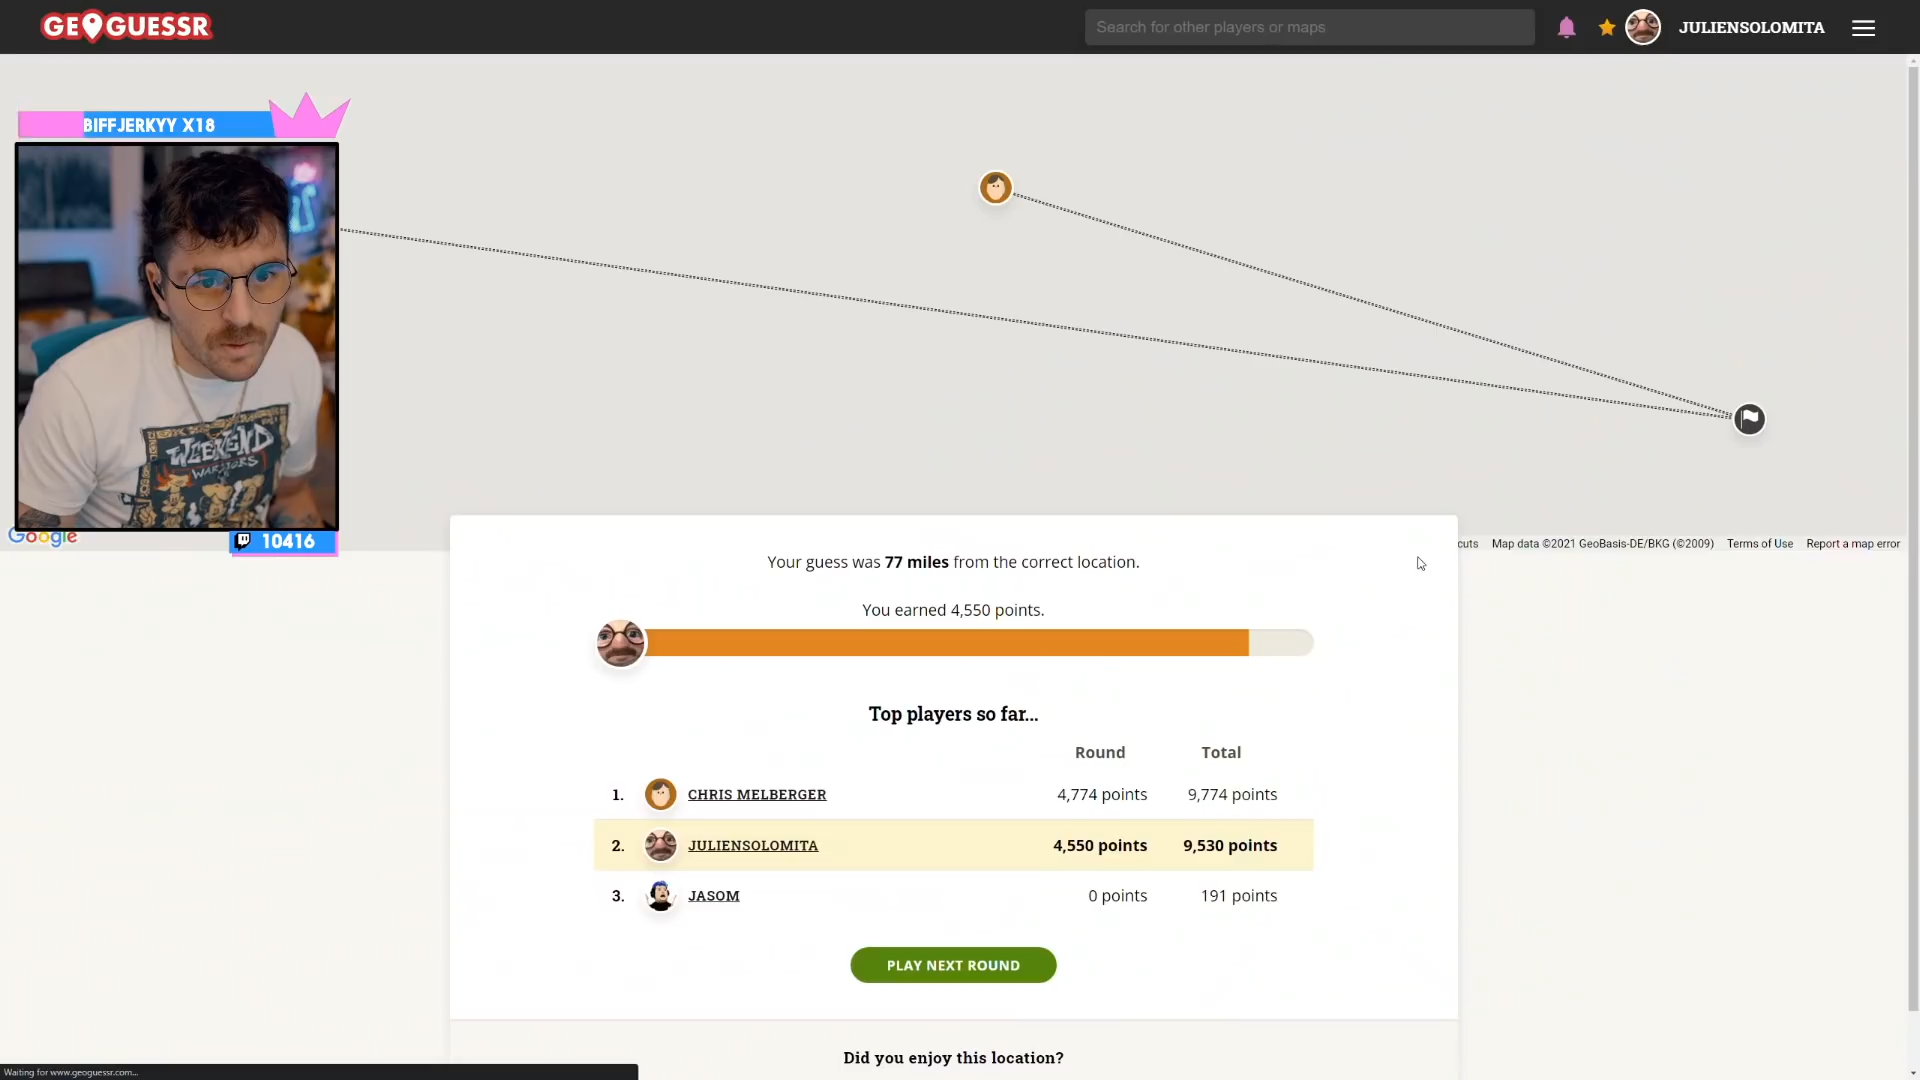 GEOGUESSR
Search for other players or maps
JULIENSOLOMITA
BIFFJERKYY X18
WEEKEND
WARRIORS
Google
10416
cuts
Map data ©2021 GeoBasis-DE/BKG (©2009)
Terms of Use
Report a map error
Your guess was 77 miles from the correct location.
You earned 4,550 points.
Top players so far...
Round Total
1. CHRIS MELBERGER 4,774 points 9,774 points
2. JULIENSOLOMITA 4,550 points 9,530 points
3. JASOM 0 points 191 points
PLAY NEXT ROUND
Did you enjoy this location?
Waiting for www.geoguessr.com...